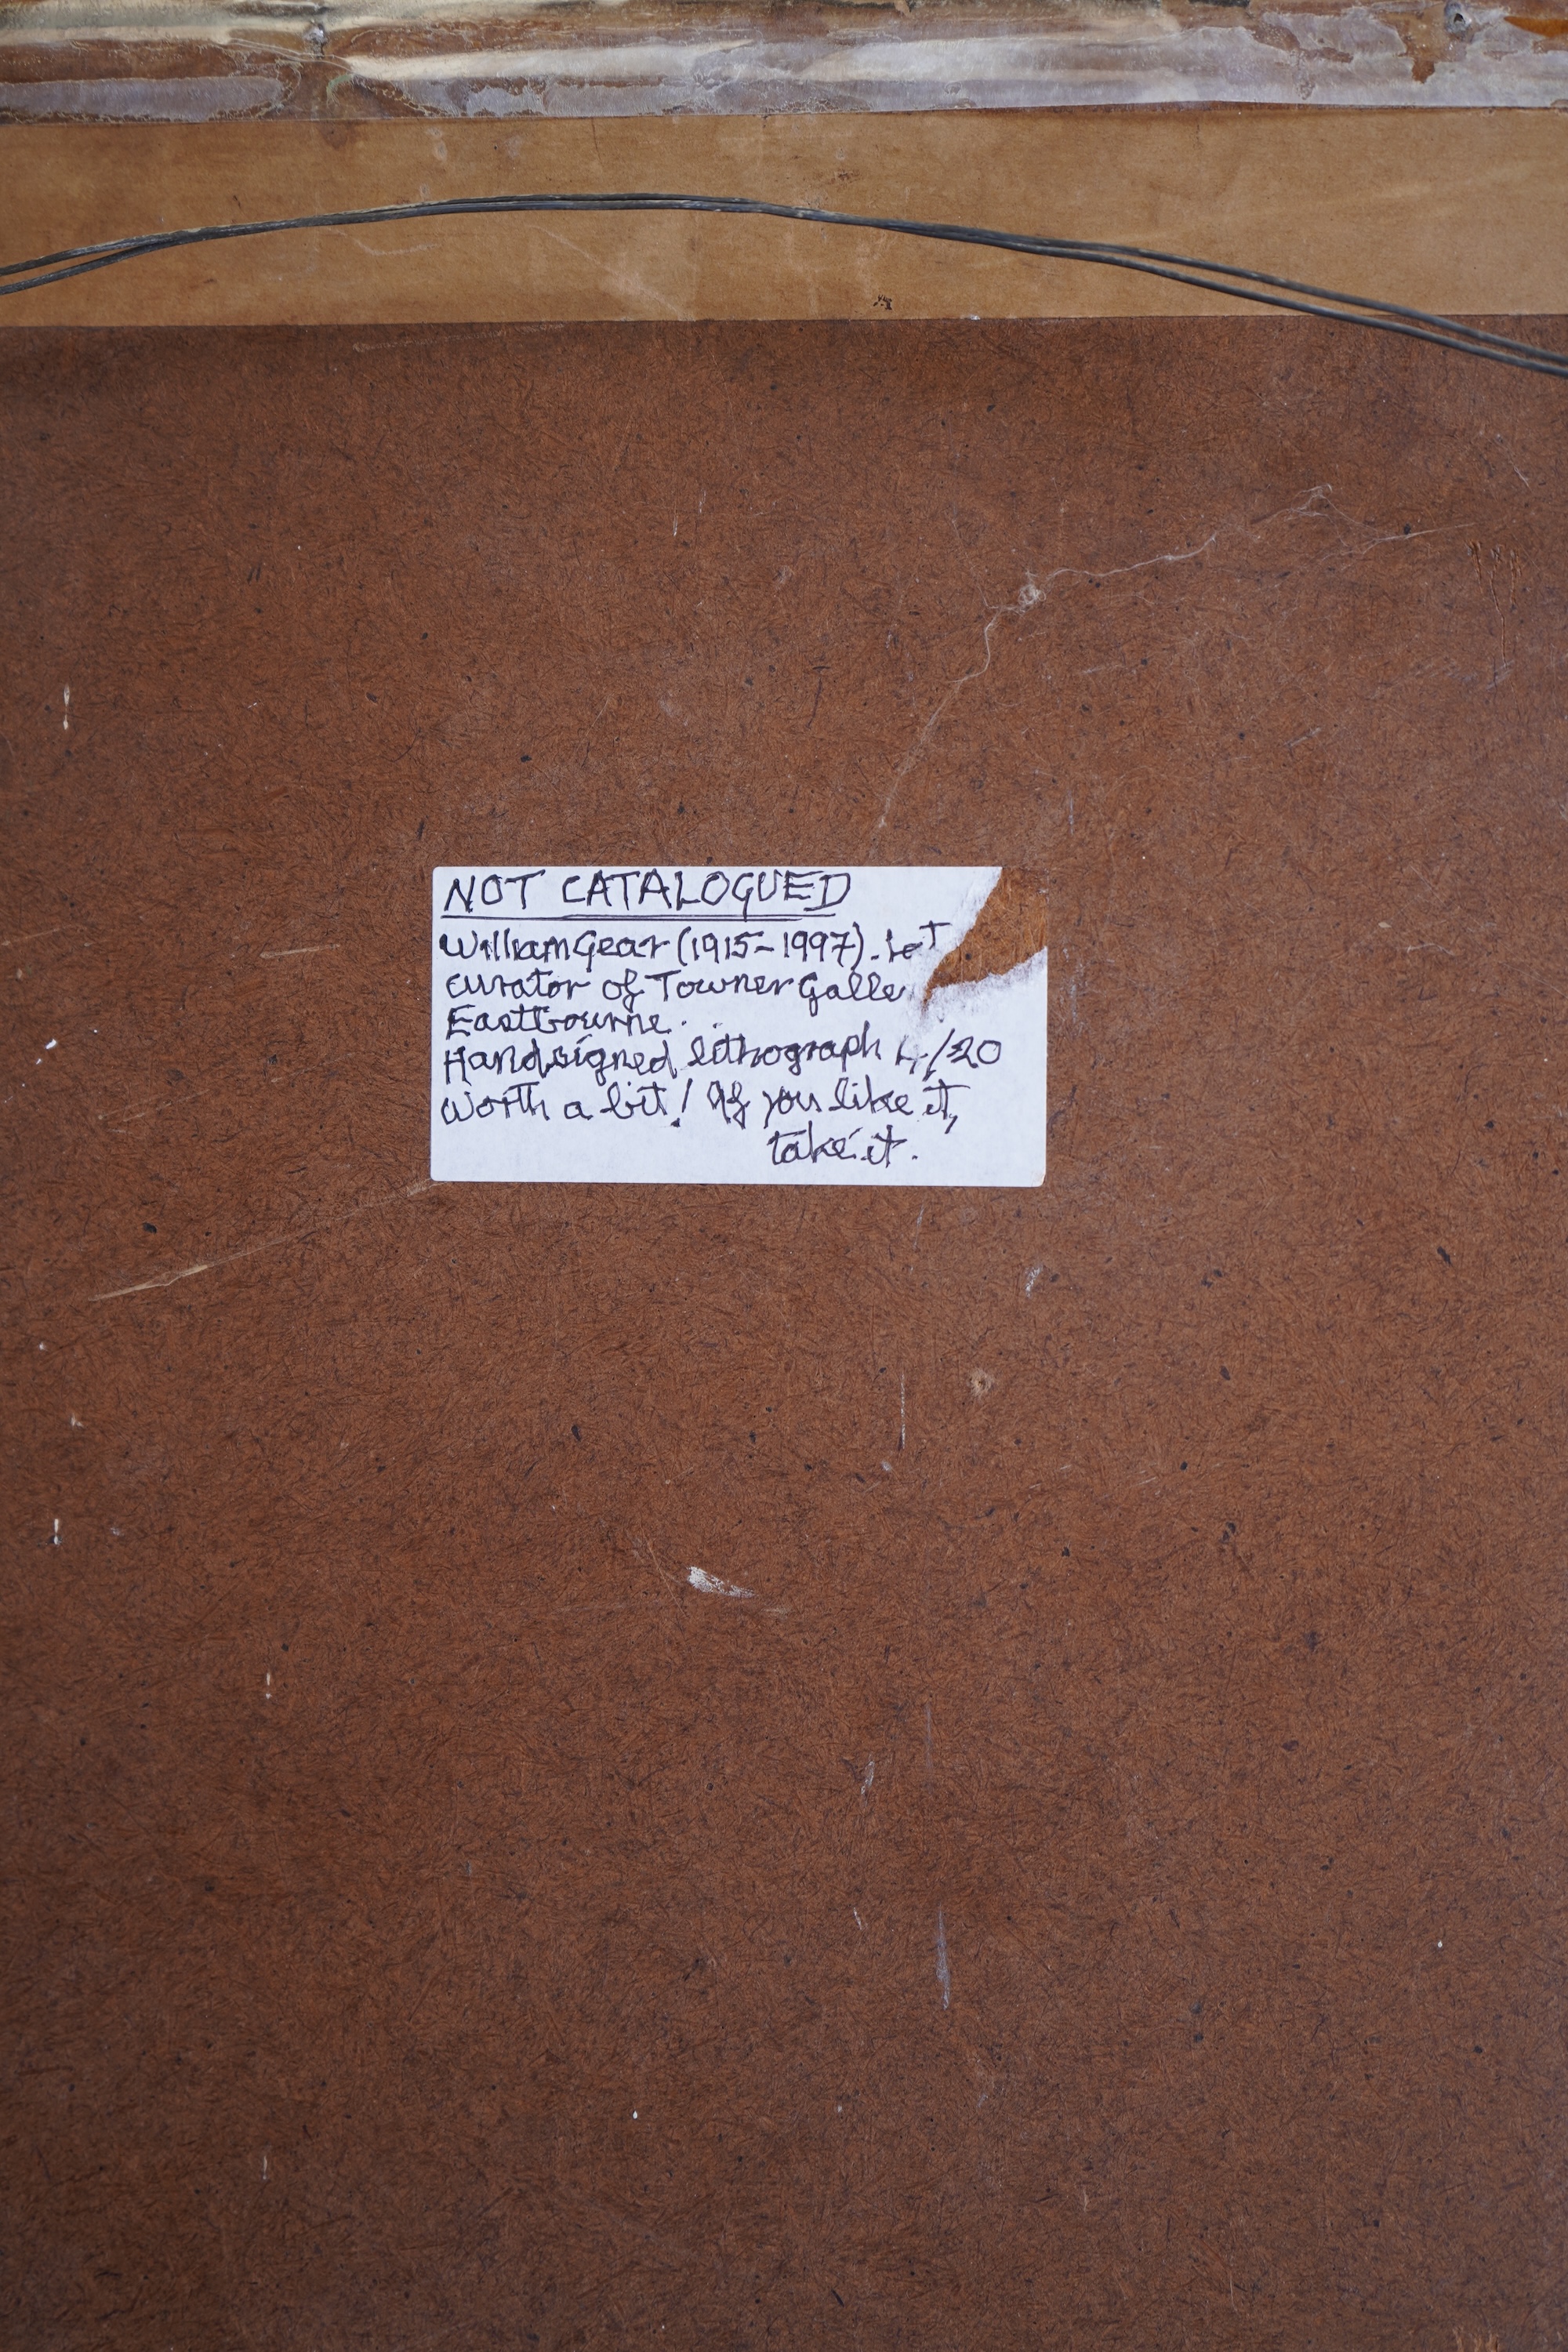 NOT CATALOGUED
William Gear (1915-1997).
curator of Towner Galle
Eastbourne.
Handsigned lithograph 4/20
worth a bit! If you like it,
take it.